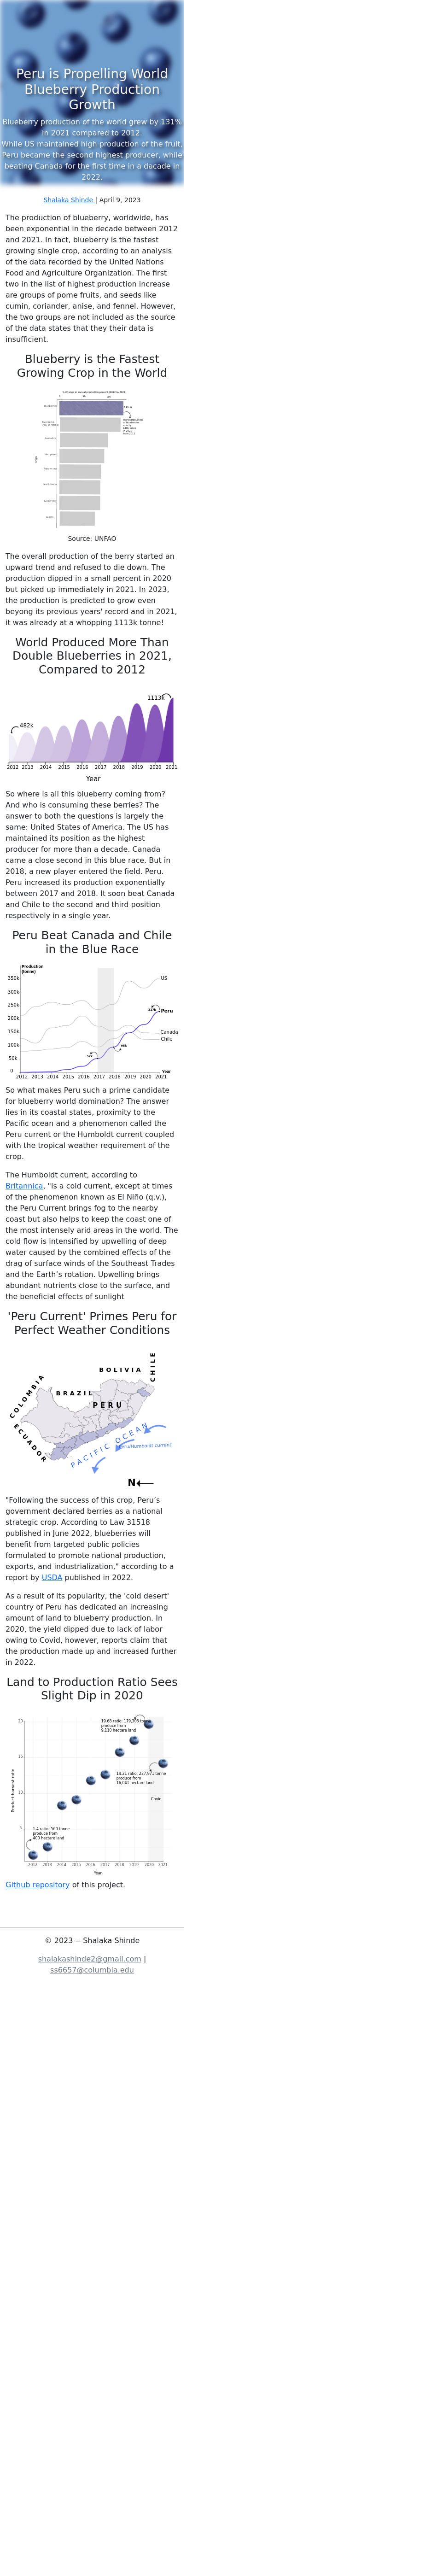 Peru is Propelling World
Blueberry Production
Growth
Blueberry production of the world grew by 131%
in 2021 compared to 2012.
While US maintained high production of the fruit,
Peru became the second highest producer, while
beating Canada for the first time in a dacade in
2022.
Shalaka Shinde | April 9, 2023
The production of blueberry, worldwide, has
been exponential in the decade between 2012
and 2021. In fact, blueberry is the fastest
growing single crop, according to an analysis
of the data recorded by the United Nations
Food and Agriculture Organization. The first
two in the list of highest production increase
are groups of pome fruits, and seeds like
cumin, coriander, anise, and fennel. However,
the two groups are not included as the source
of the data states that they their data is
insufficient.
Blueberry is the Fastest
Growing Crop in the World
Source: UNFAO
The overall production of the berry started an
upward trend and refused to die down. The
production dipped in a small percent in 2020
but picked up immediately in 2021. In 2023,
the production is predicted to grow even
beyong its previous years' record and in 2021,
it was already at a whopping 1113k tonne!
World Produced More Than
Double Blueberries in 2021,
Compared to 2012
1113k
482k
2012 2013 2014 2015 2016 2017 2018 2019 2020 2021
Year
So where is all this blueberry coming from?
And who is consuming these berries? The
answer to both the questions is largely the
same: United States of America. The US has
maintained its position as the highest
producer for more than a decade. Canada
came a close second in this blue race. But in
2018, a new player entered the field. Peru.
Peru increased its production exponentially
between 2017 and 2018. It soon beat Canada
and Chile to the second and third position
respectively in a single year.
Peru Beat Canada and Chile
in the Blue Race
Production
(tonne)
350k
300k
250k
200k
150k
100k
50k
0
US
Peru
Canada
Chile
Year
2012 2013 2014 2015 2016 2017 2018 2019 2020 2021
So what makes Peru such a prime candidate
for blueberry world domination? The answer
lies in its coastal states, proximity to the
Pacific ocean and a phenomenon called the
Peru current or the Humboldt current coupled
with the tropical weather requirement of the
crop.
The Humboldt current, according to
Britannica, "is a cold current, except at times
of the phenomenon known as El Niño (q.v.),
the Peru Current brings fog to the nearby
coast but also helps to keep the coast one of
the most intensely arid areas in the world. The
cold flow is intensified by upwelling of deep
water caused by the combined effects of the
drag of surface winds of the Southeast Trades
and the Earth's rotation. Upwelling brings
abundant nutrients close to the surface, and
the beneficial effects of sunlight
'Peru Current' Primes Peru for
Perfect Weather Conditions
CHILE
BOLIVIA
COLOMBIA
BRAZIL
PERU
ECUADOR
PACIFIC OCEAN
Peru/Humboldt current
N
"Following the success of this crop, Peru's
government declared berries as a national
strategic crop. According to Law 31518
published in June 2022, blueberries will
benefit from targeted public policies
formulated to promote national production,
exports, and industrialization," according to a
report by USDA published in 2022.
As a result of its popularity, the 'cold desert'
country of Peru has dedicated an increasing
amount of land to blueberry production. In
2020, the yield dipped due to lack of labor
owing to Covid, however, reports claim that
the production made up and increased further
in 2022.
Land to Production Ratio Sees
Slight Dip in 2020
20
15
10
5
Product:harvest ratio
19.68 ratio: 179,305 tonne
produce from
9,110 hectare land
14.21 ratio: 227,971 tonne
produce from
16,041 hectare land
Covid
1.4 ratio: 560 tonne
produce from
400 hectare land
2012 2013 2014 2015 2016 2017 2018 2019 2020 2021
Year
Github repository of this project.
© 2023 -- Shalaka Shinde
shalakashinde2@gmail.com |
ss6657@columbia.edu